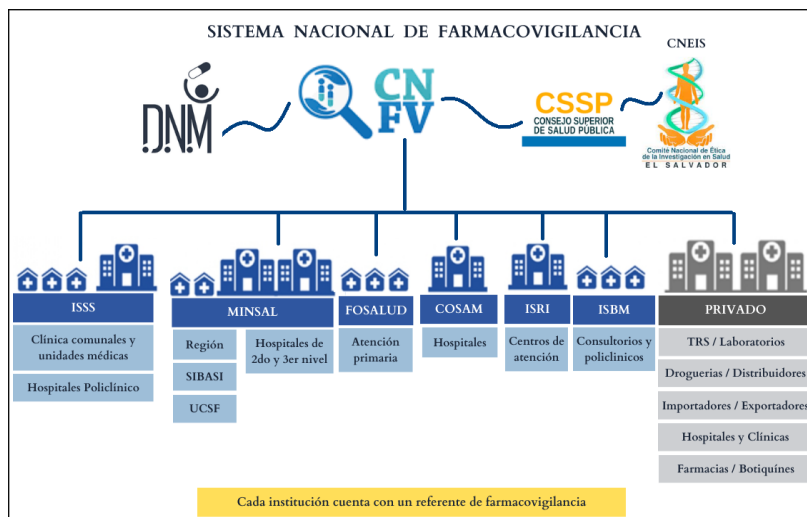 SISTEMA NACIONAL DE FARMACOVIGILANCIA
CNEIS
DNM
CN
FV
CSSP
CONSEJO SUPERIOR
DE SALUD PÚBLICA
Comité Nacional de Ética
de la Investigación en Salud
EL SALVADOR
ISSS
Clínica comunales y
unidades médicas
Hospitales Policlínico
MINSAL
Región
SIBASI
UCSF
Hospitales de
2do y 3er nivel
FOSALUD
Atención
primaria
COSAM
Hospitales
ISRI
Centros de
atención
ISBM
Consultorios y
policlinicos
PRIVADO
TRS / Laboratorios
Droguerias / Distribuidores
Importadores / Exportadores
Hospitales y Clínicas
Farmacias / Botiquínes
Cada institución cuenta con un referente de farmacovigilancia